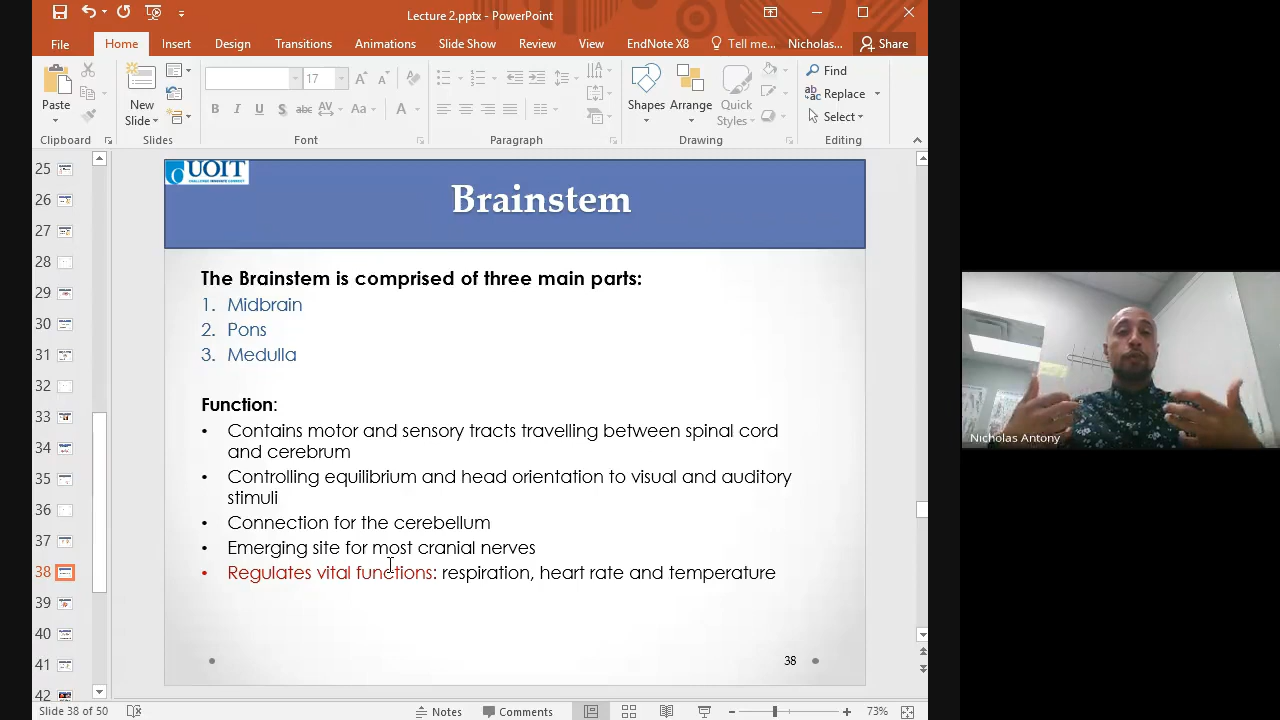 Lecture 2.pptx - PowerPoint
File Home Insert Design Transitions Animations Slide Show Review View EndNote X8 Tell me... Nicholas... Share
17
Find
Replace
Select
Paste
New
Slide
Shapes
Arrange
Quick
Styles
B I U S abc AV Aa A
Clipboard Slides Font Paragraph Drawing Editing
25
26
27
28
29
30
31
32
33
34
35
36
37
38
39
40
41
42
UOIT
Brainstem
The Brainstem is comprised of three main parts:
1. Midbrain
2. Pons
3. Medulla
Function:
• Contains motor and sensory tracts travelling between spinal cord
and cerebrum
• Controlling equilibrium and head orientation to visual and auditory
stimuli
• Connection for the cerebellum
• Emerging site for most cranial nerves
• Regulates vital functions: respiration, heart rate and temperature
38
Nicholas Antony
Slide 38 of 50 Notes Comments 73%